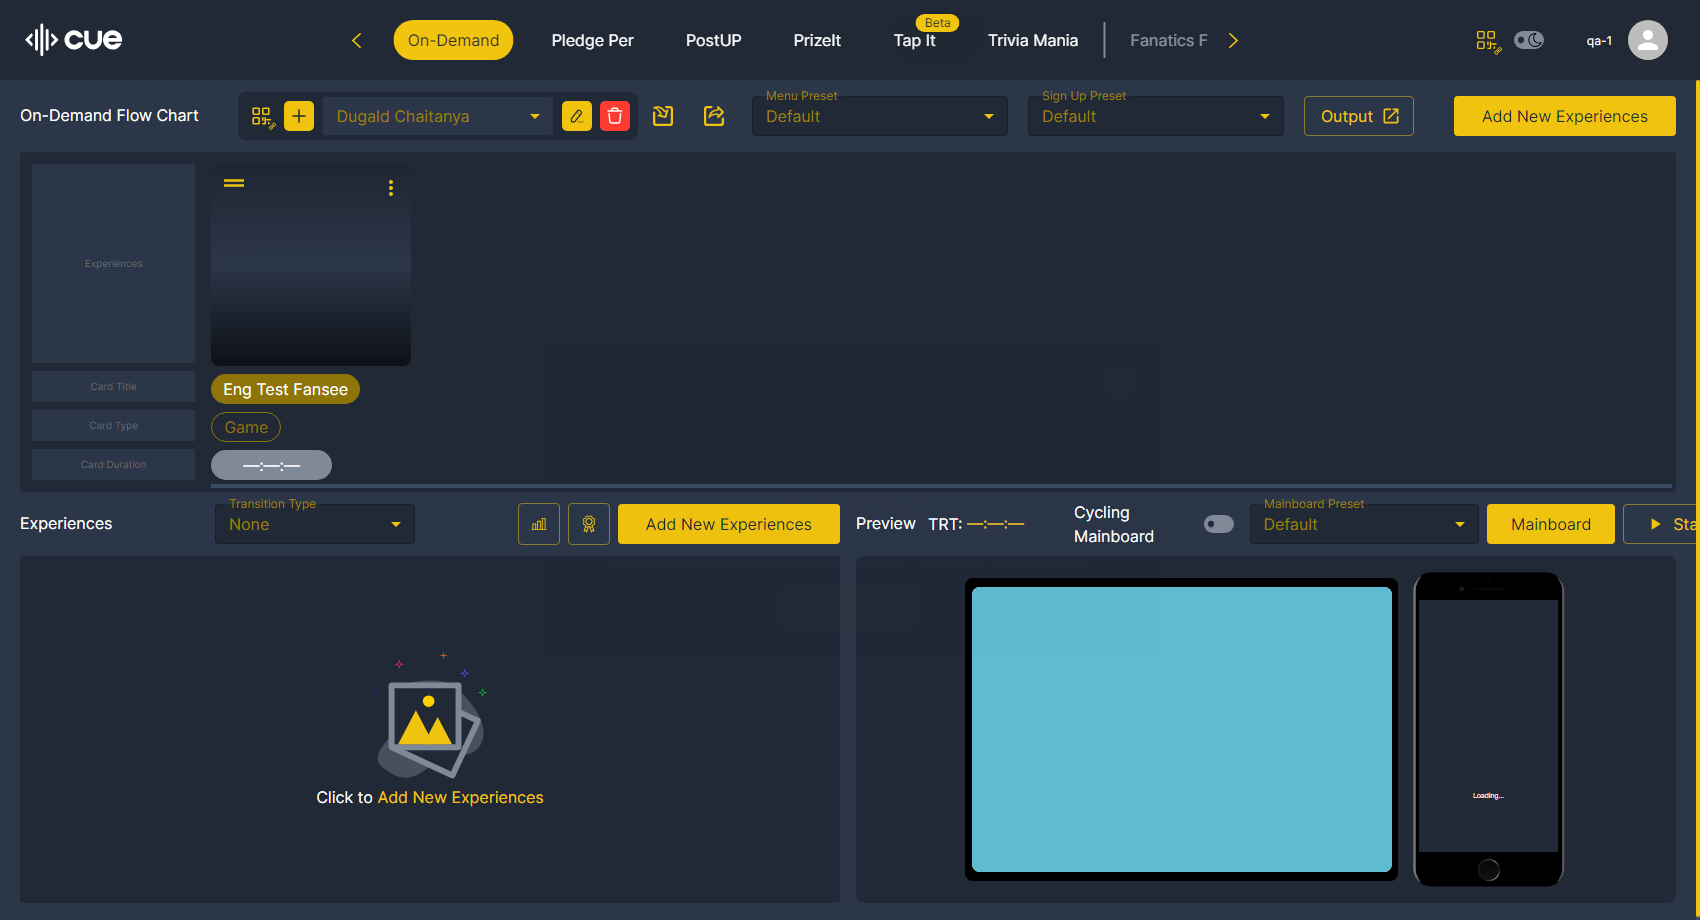 cue
On-Demand
Pledge Per
PostUP
PrizeIt
Beta
Tap It
Trivia Mania
Fanatics F
qa-1
On-Demand Flow Chart
Dugald Chaitanya
Menu Preset
Default
Sign Up Preset
Default
Output
Add New Experiences
Experiences
Card Title
Card Type
Card Duration
Eng Test Fansee
Game
—:—:—
Experiences
Transition Type
None
Add New Experiences
Preview
TRT: —:—:—
Cycling
Mainboard
Mainboard Preset
Default
Mainboard
Sta
Click to Add New Experiences
Loading...